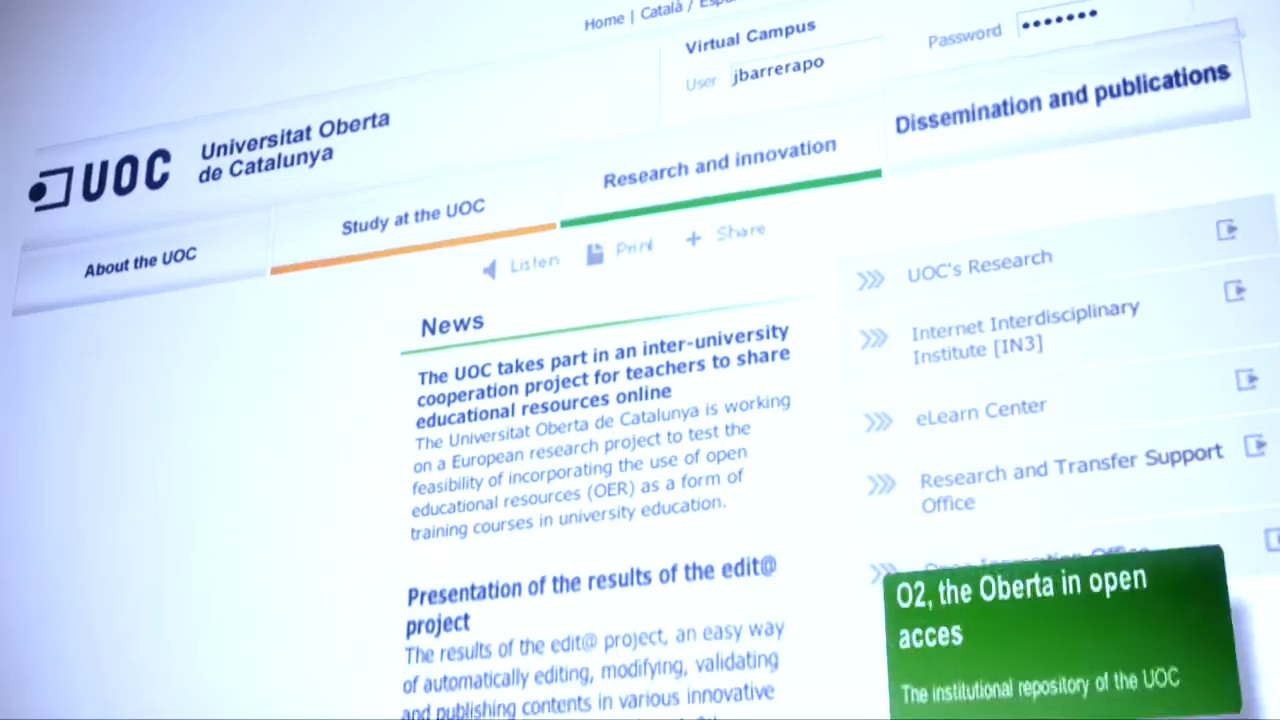 Home | Català /
Virtual Campus
User jbarrerapo
Password •••••••
UOC
Universitat Oberta
de Catalunya
About the UOC
Study at the UOC
Research and innovation
Dissemination and publications
Listen
Print
Share
News
The UOC takes part in an inter-university
cooperation project for teachers to share
educational resources online
The Universitat Oberta de Catalunya is working
on a European research project to test the
feasibility of incorporating the use of open
educational resources (OER) as a form of
training courses in university education.
Presentation of the results of the edit@
project
The results of the edit@ project, an easy way
of automatically editing, modifying, validating
and publishing contents in various innovative
UOC's Research
Internet Interdisciplinary
Institute [IN3]
eLearn Center
Research and Transfer Support
Office
O2, the Oberta in open
acces
The institutional repository of the UOC